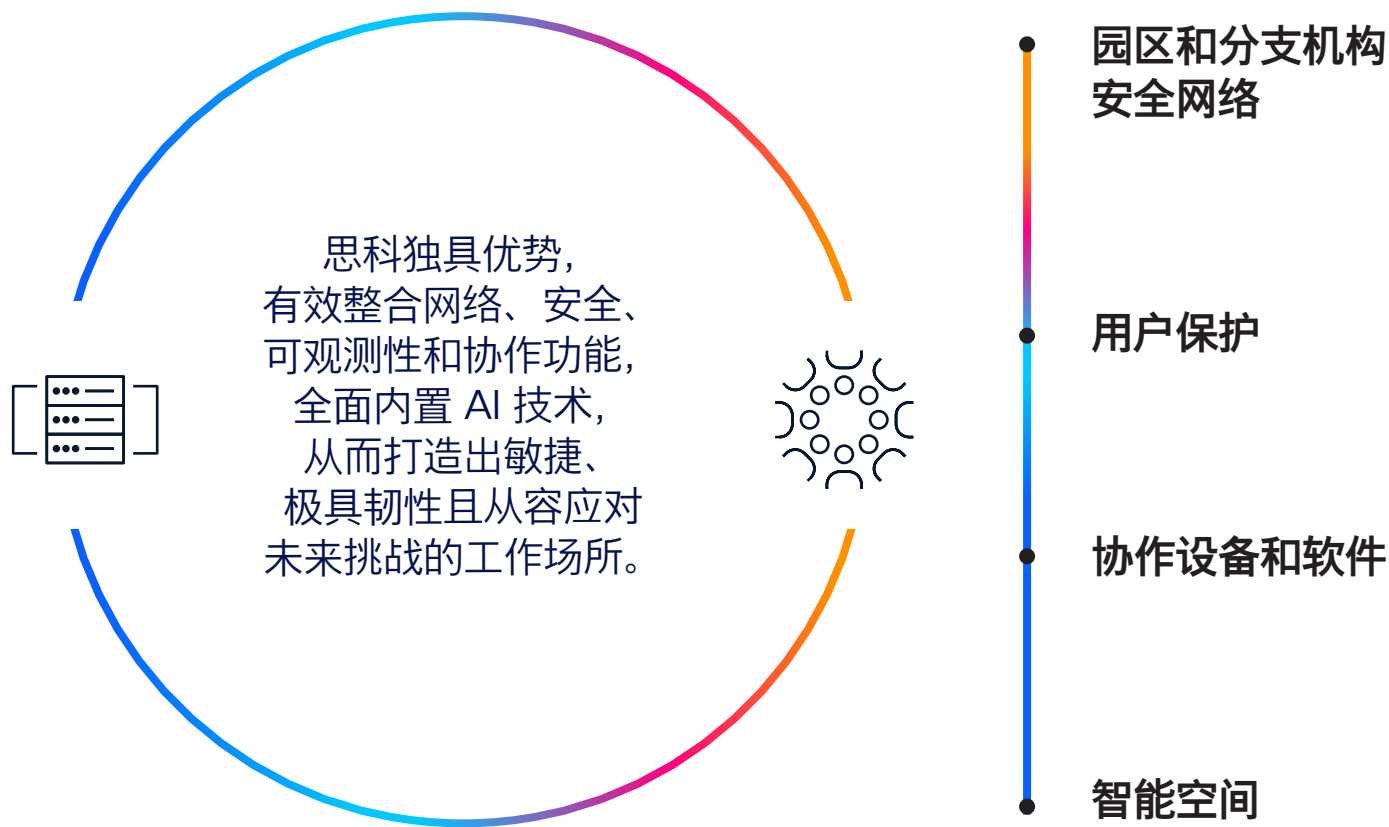 思科独具优势，
有效整合网络、安全、
可观测性和协作功能，
全面内置 AI 技术，
从而打造出敏捷、
极具韧性且从容应对
未来挑战的工作场所。
园区和分支机构
安全网络
用户保护
协作设备和软件
智能空间